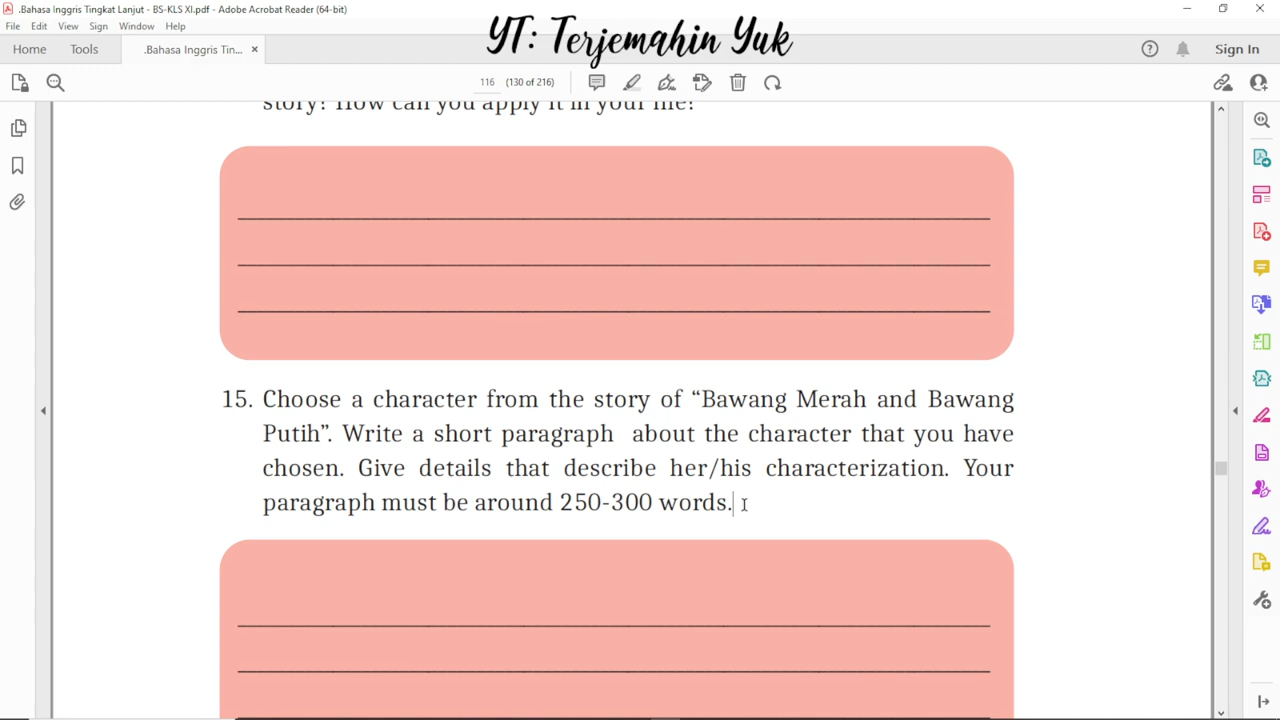 .Bahasa Inggris Tingkat Lanjut - BS-KLS XI.pdf - Adobe Acrobat Reader (64-bit)
YT: Terjemahin Yuk
File Edit View Sign Window Help
Home Tools .Bahasa Inggris Tin... × Sign In
116 (130 of 216)
story? How can you apply it in your life?
15. Choose a character from the story of “Bawang Merah and Bawang
Putih”. Write a short paragraph about the character that you have
chosen. Give details that describe her/his characterization. Your
paragraph must be around 250-300 words.